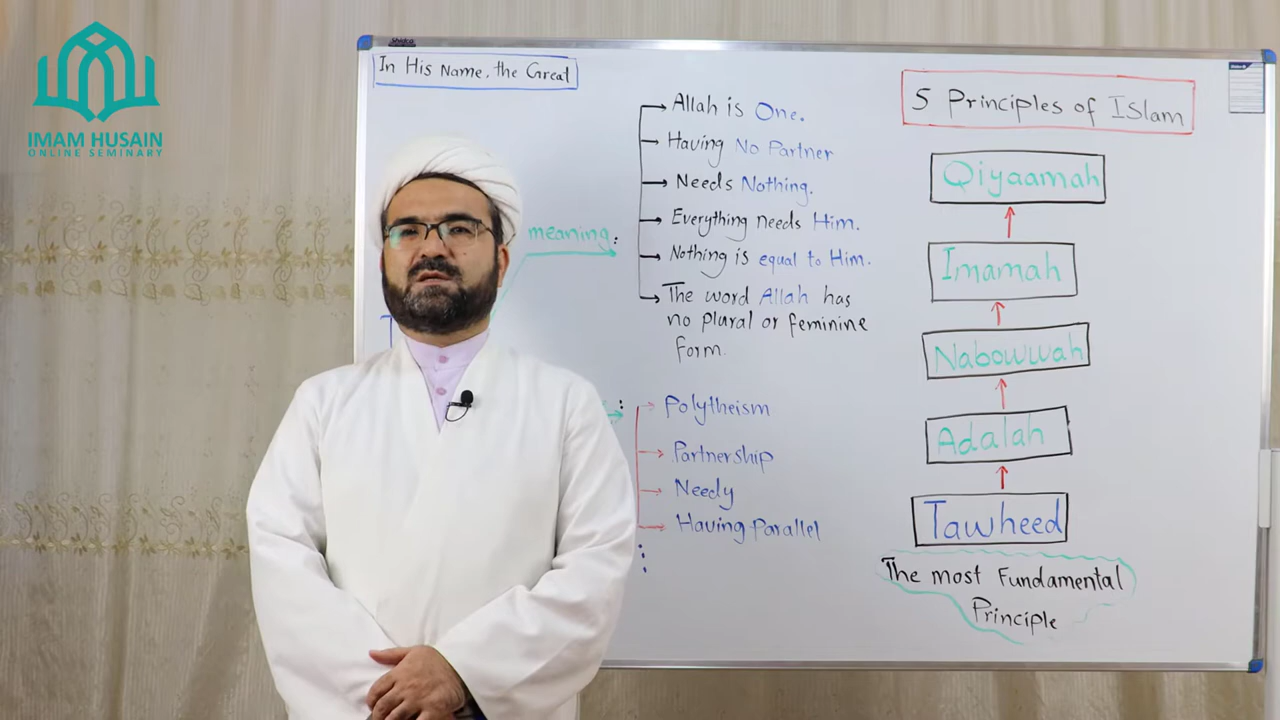 IMAM HUSAIN
ONLINE SEMINARY
In His Name, the Great
meaning:
Allah is One.
Having No Partner
Needs Nothing.
Everything needs Him.
Nothing is equal to Him.
The word Allah has
no plural or feminine
form.
Polytheism
Partnership
Needy
Having Parallel
5 Principles of Islam
Qiyaamah
Imamah
Nabowwah
Adalah
Tawheed
The most Fundamental
Principle